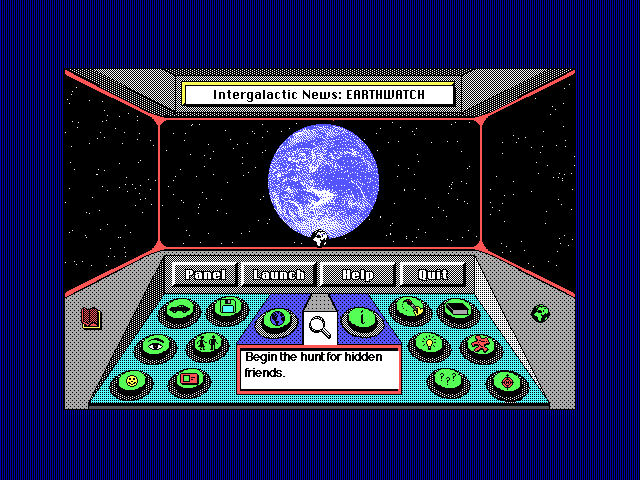 Intergalactic News: EARTHWATCH
Panel Launch Help Quit
i
???
Begin the hunt for hidden
friends.